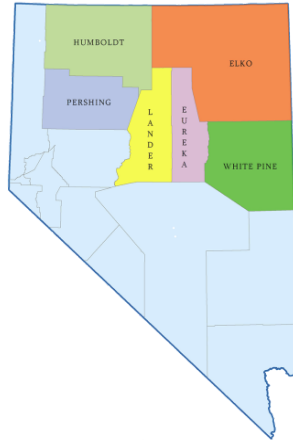 HUMBOLDT
ELKO
PERSHING
LANDER
EUREKA
WHITE PINE